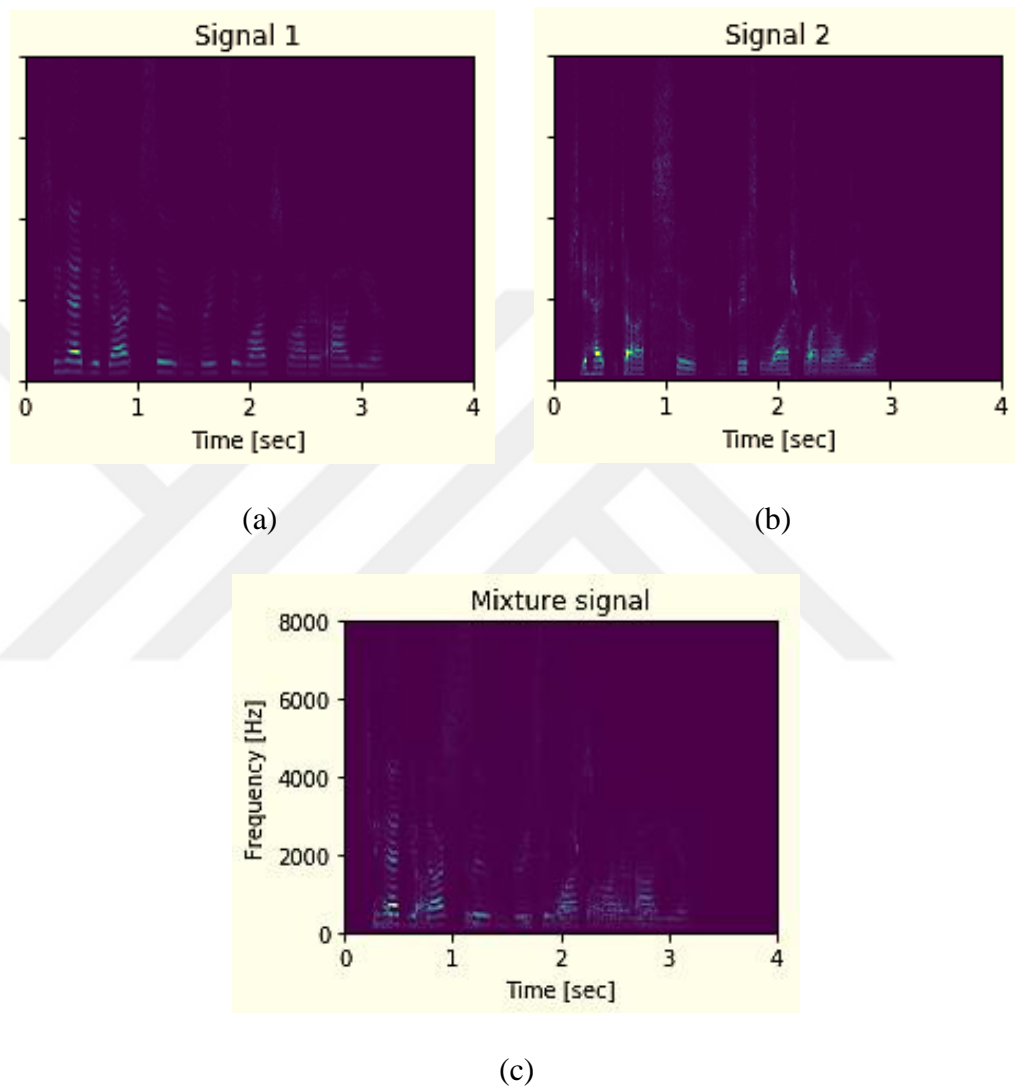 Signal 1
0 1 2 3 4
Time [sec]
(a)
Signal 2
0 1 2 3 4
Time [sec]
(b)
Mixture signal
8000
6000
4000
2000
0
Frequency [Hz]
0 1 2 3 4
Time [sec]
(c)